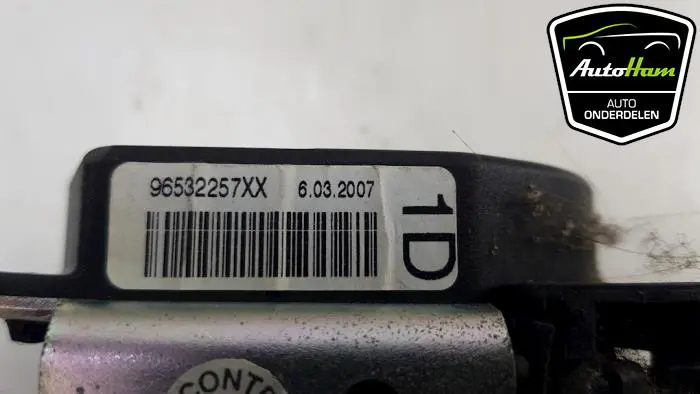 AutoHam
AUTO
ONDERDELEN
96532257XX 6.03.2007
1D